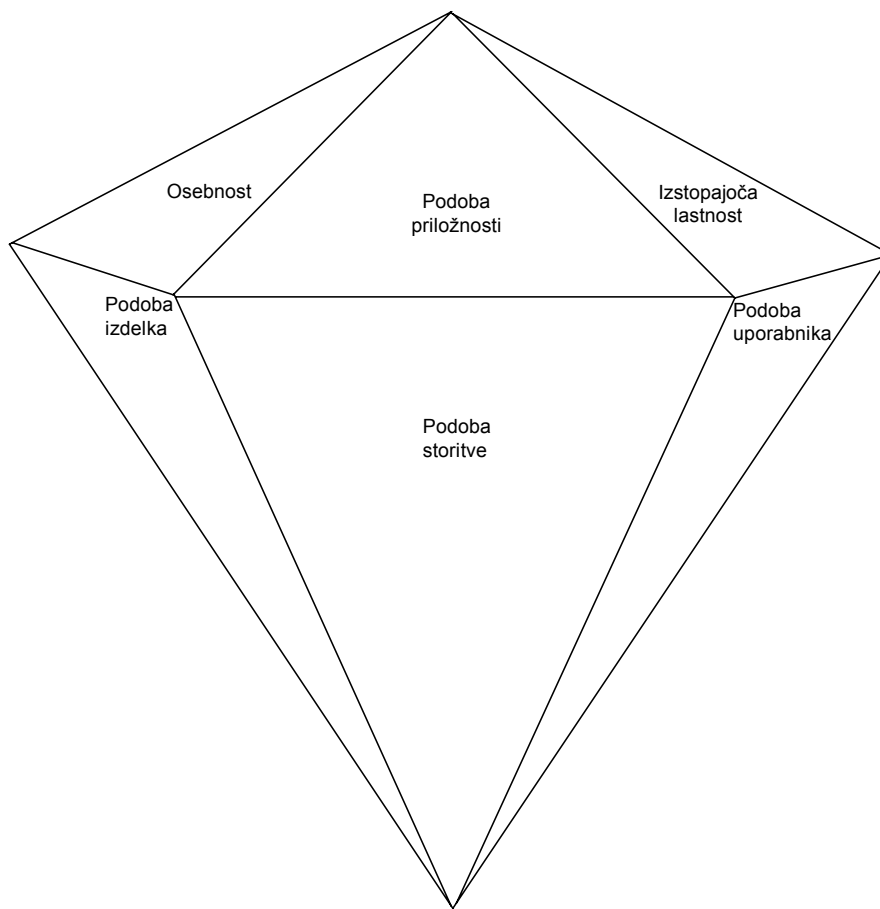 Osebnost
Podoba
priložnosti
Izstopajoča
lastnost
Podoba
izdelka
Podoba
uporabnika
Podoba
storitve